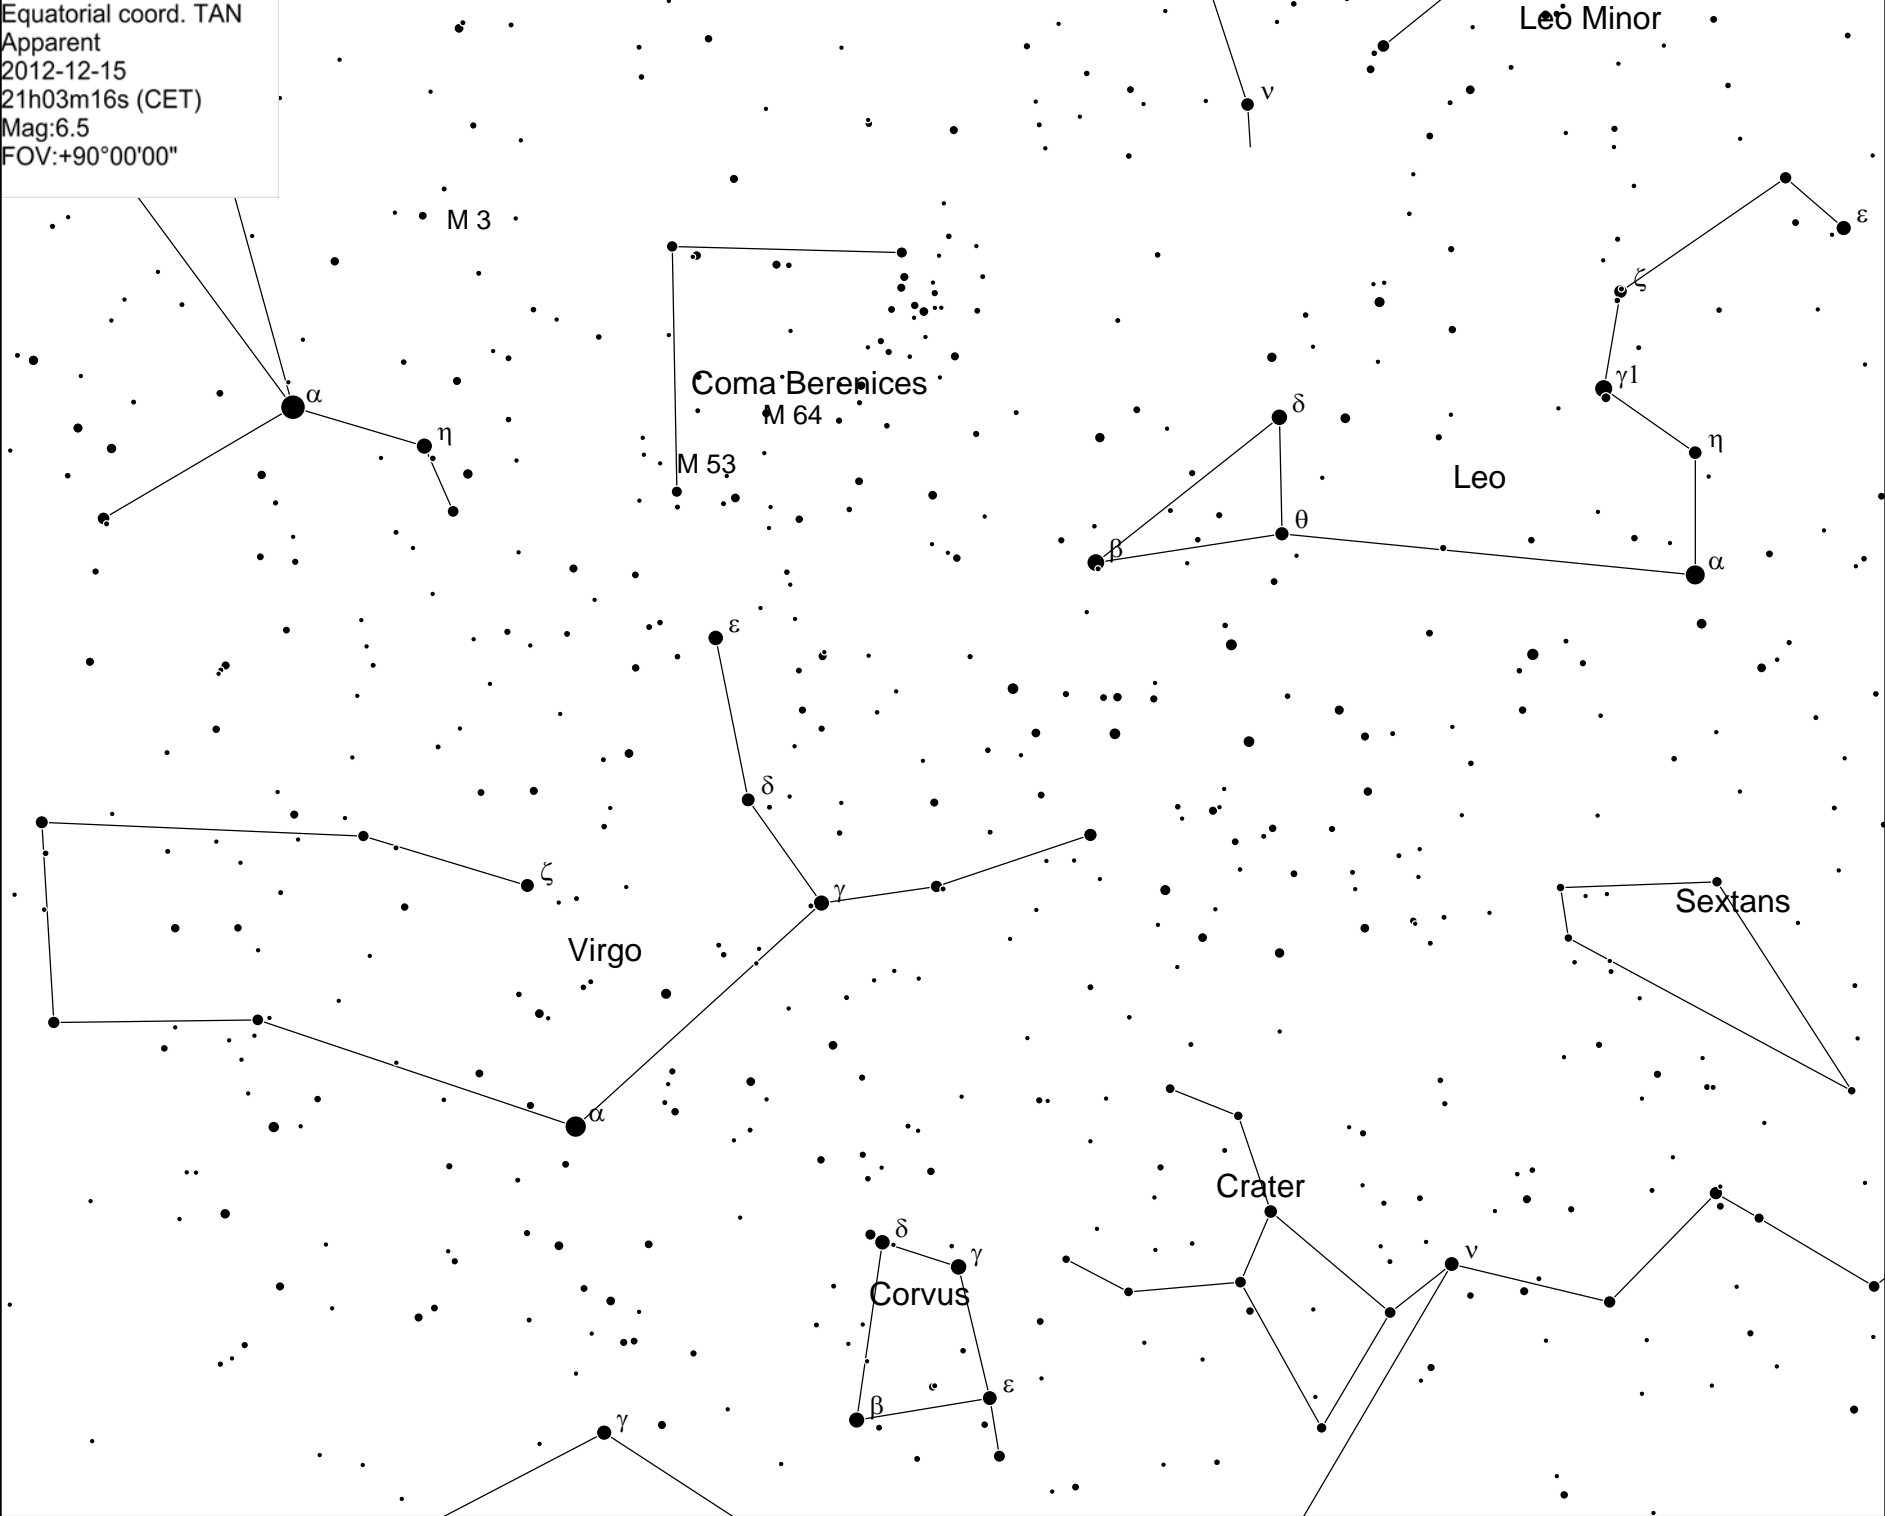 Equatorial coord. TAN
Apparent
2012-12-15
21h03m16s (CET)
Mag:6.5
FOV:+90°00'00"
Leo Minor
ν
M 3
ε
ζ
γ1
α
η
Coma Berenices
M 64
M 53
δ
η
Leo
θ
β
α
ε
δ
ζ
γ
Sextans
Virgo
α
Crater
δ
γ
ν
Corvus
ε
β
γ